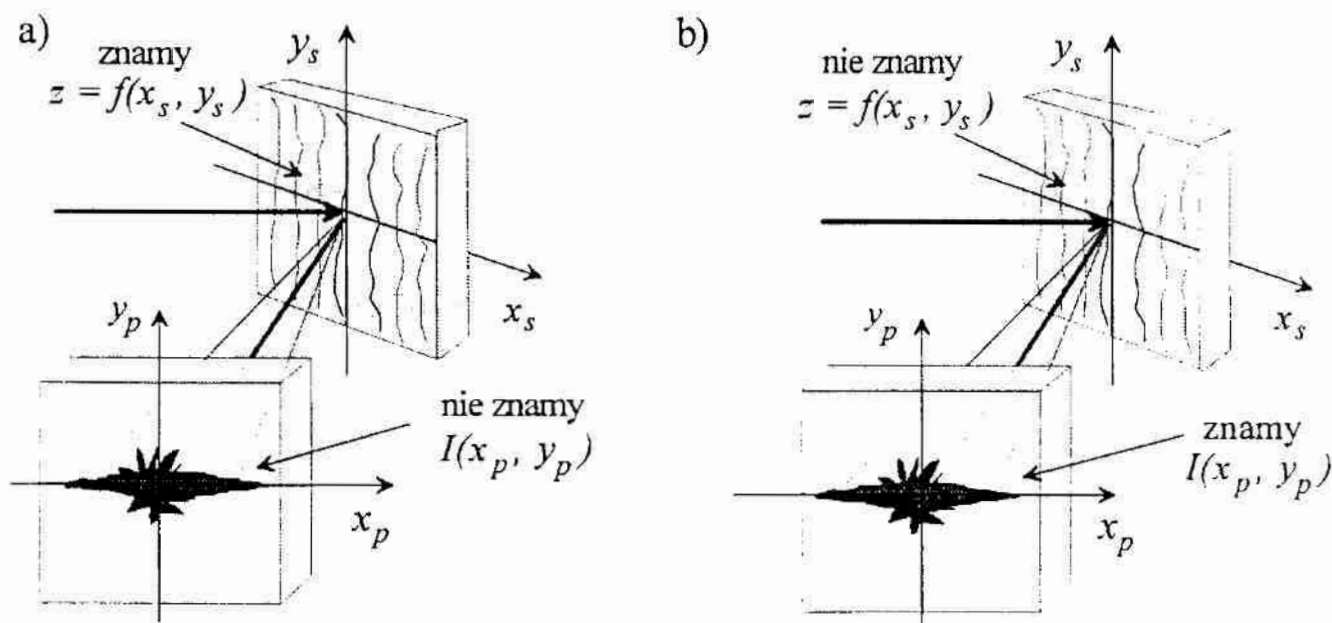 a)
znamy
z = f(x_s, y_s)
y_s
x_s
y_p
x_p
nie znamy
I(x_p, y_p)
b)
nie znamy
z = f(x_s, y_s)
y_s
x_s
y_p
x_p
znamy
I(x_p, y_p)